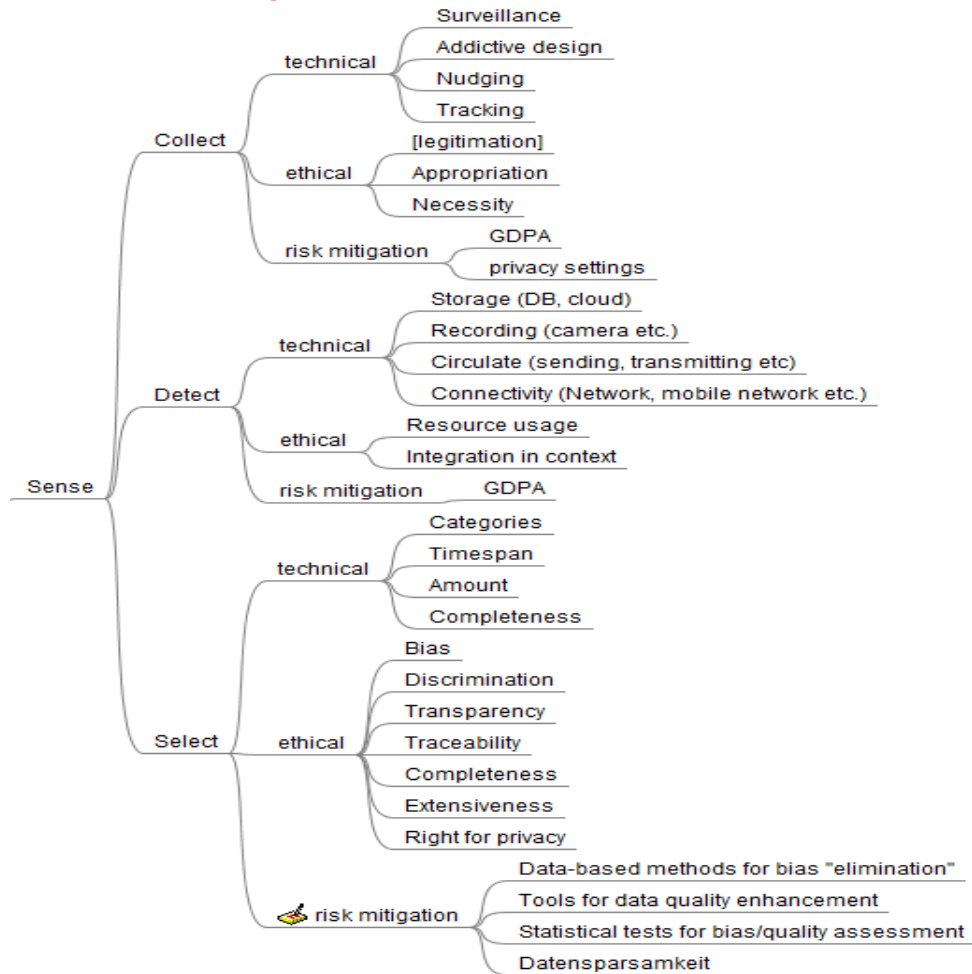 Sense
Collect
technical
Surveillance
Addictive design
Nudging
Tracking
ethical
[legitimation]
Appropriation
Necessity
risk mitigation
GDPA
privacy settings
Detect
technical
Storage (DB, cloud)
Recording (camera etc.)
Circulate (sending, transmitting etc)
Connectivity (Network, mobile network etc.)
ethical
Resource usage
Integration in context
risk mitigation
GDPA
Select
technical
Categories
Timespan
Amount
Completeness
ethical
Bias
Discrimination
Transparency
Traceability
Completeness
Extensiveness
Right for privacy
risk mitigation
Data-based methods for bias "elimination"
Tools for data quality enhancement
Statistical tests for bias/quality assessment
Datensparsamkeit